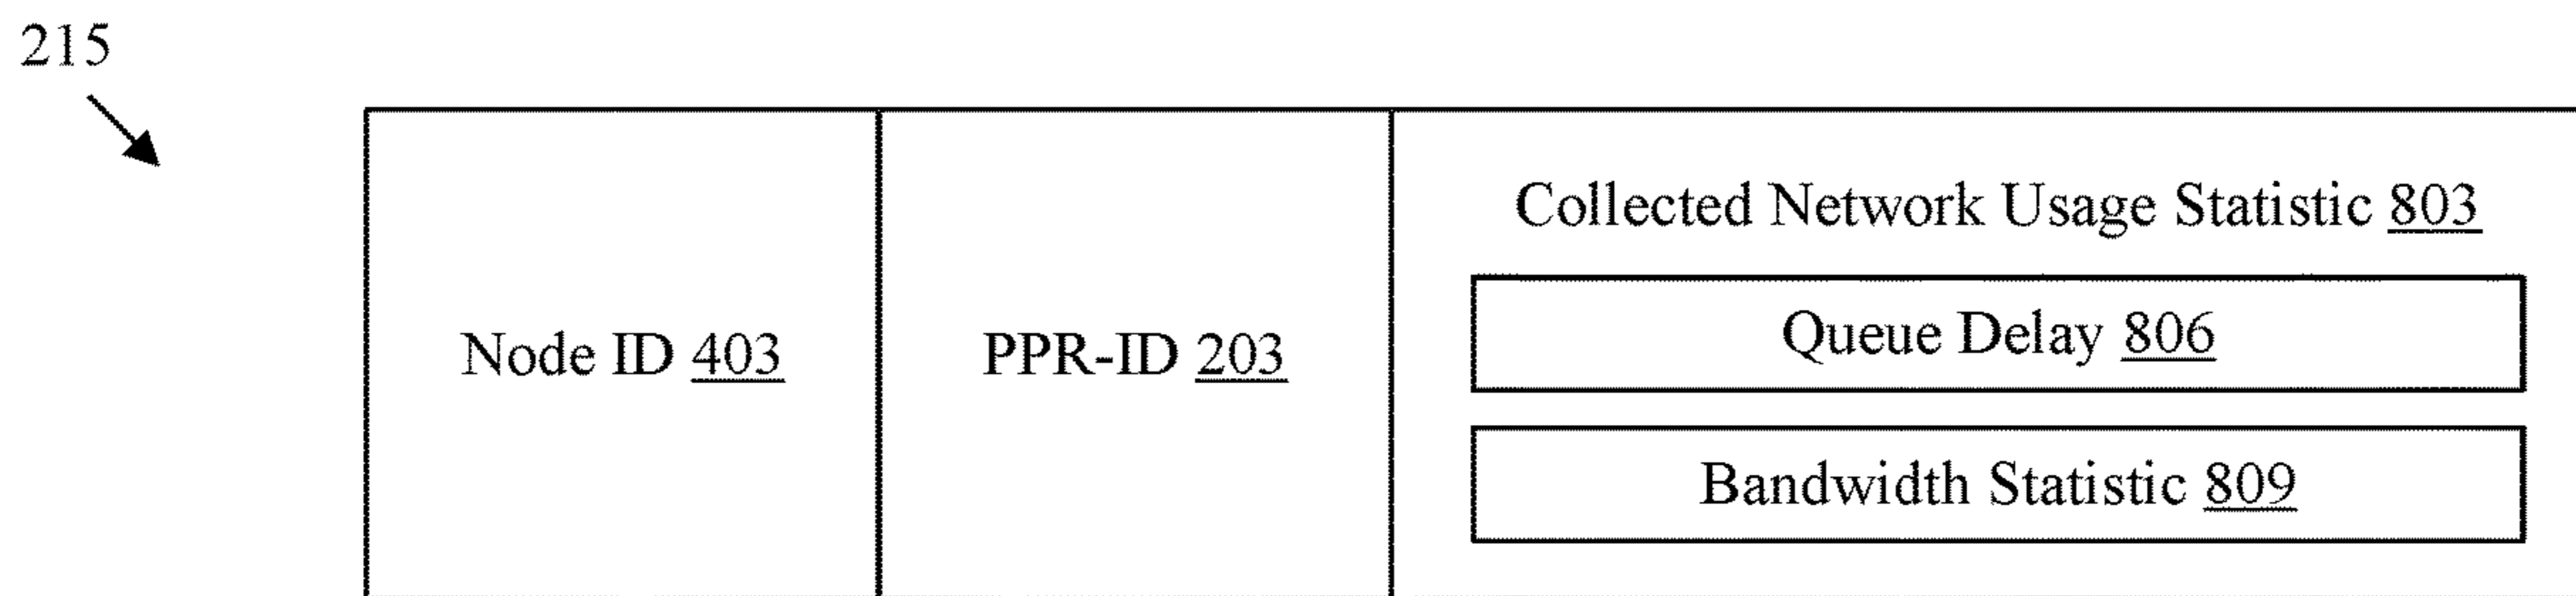 215
Node ID 403
PPR-ID 203
Collected Network Usage Statistic 803
Queue Delay 806
Bandwidth Statistic 809